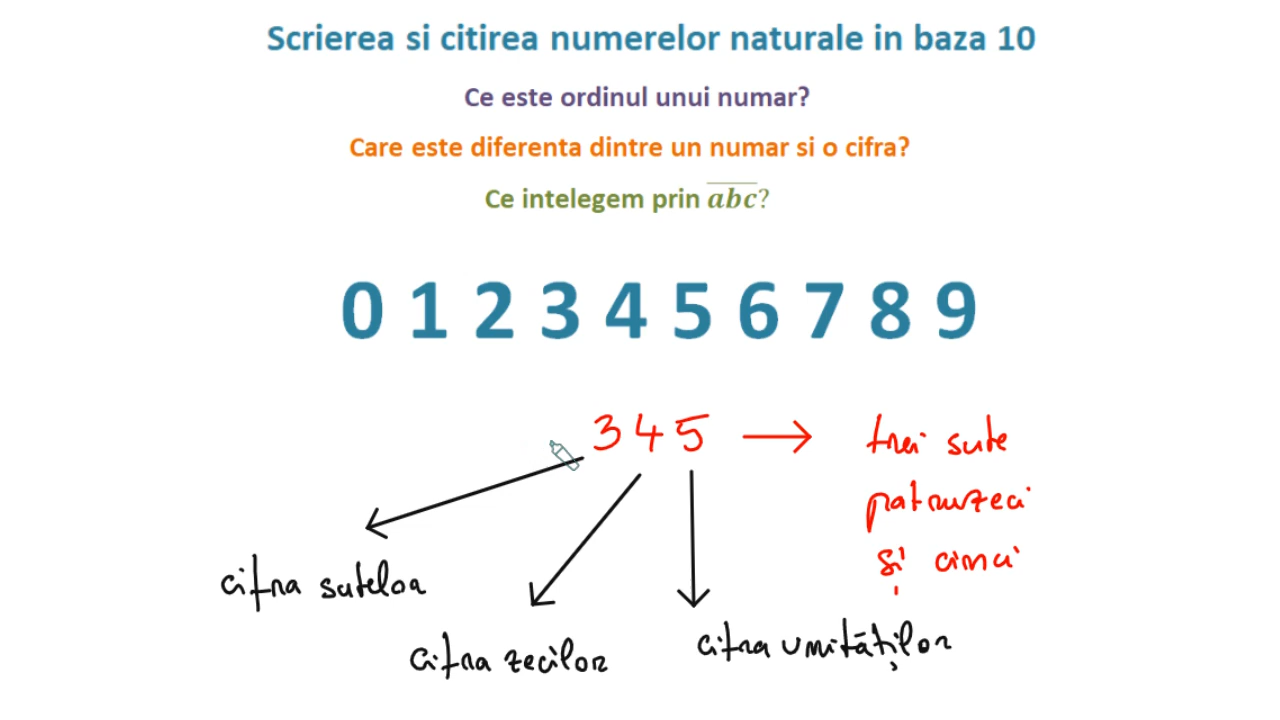 Scrierea si citirea numerelor naturale in baza 10
Ce este ordinul unui numar?
Care este diferenta dintre un numar si o cifra?
Ce intelegem prin \overline{abc}?
0 1 2 3 4 5 6 7 8 9
345 → trei sute
patruzeci
și cinci
cifra sutelor
cifra zecilor
cifra unităților